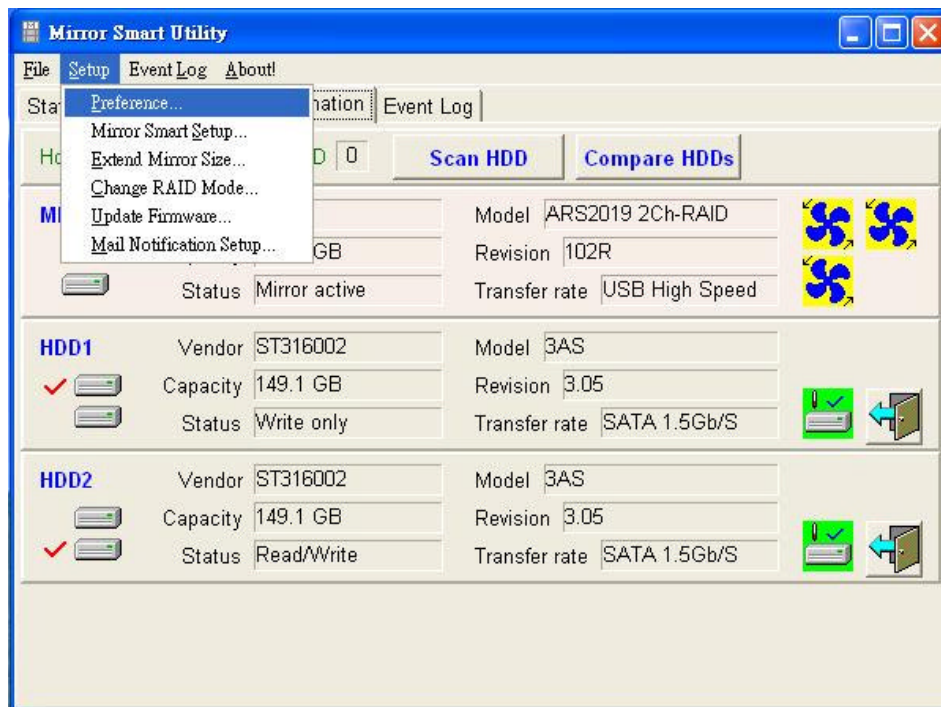 Mirror Smart Utility
File Setup Event Log About!
Preference...
Mirror Smart Setup...
Extend Mirror Size...
Change RAID Mode...
Update Firmware...
Mail Notification Setup...
Event Log
D 0 Scan HDD Compare HDDs
Model ARS2019 2Ch-RAID
GB Revision 102R
Status Mirror active Transfer rate USB High Speed
HDD1 Vendor ST316002 Model 3AS
Capacity 149.1 GB Revision 3.05
Status Write only Transfer rate SATA 1.5Gb/S
HDD2 Vendor ST316002 Model 3AS
Capacity 149.1 GB Revision 3.05
Status Read/Write Transfer rate SATA 1.5Gb/S